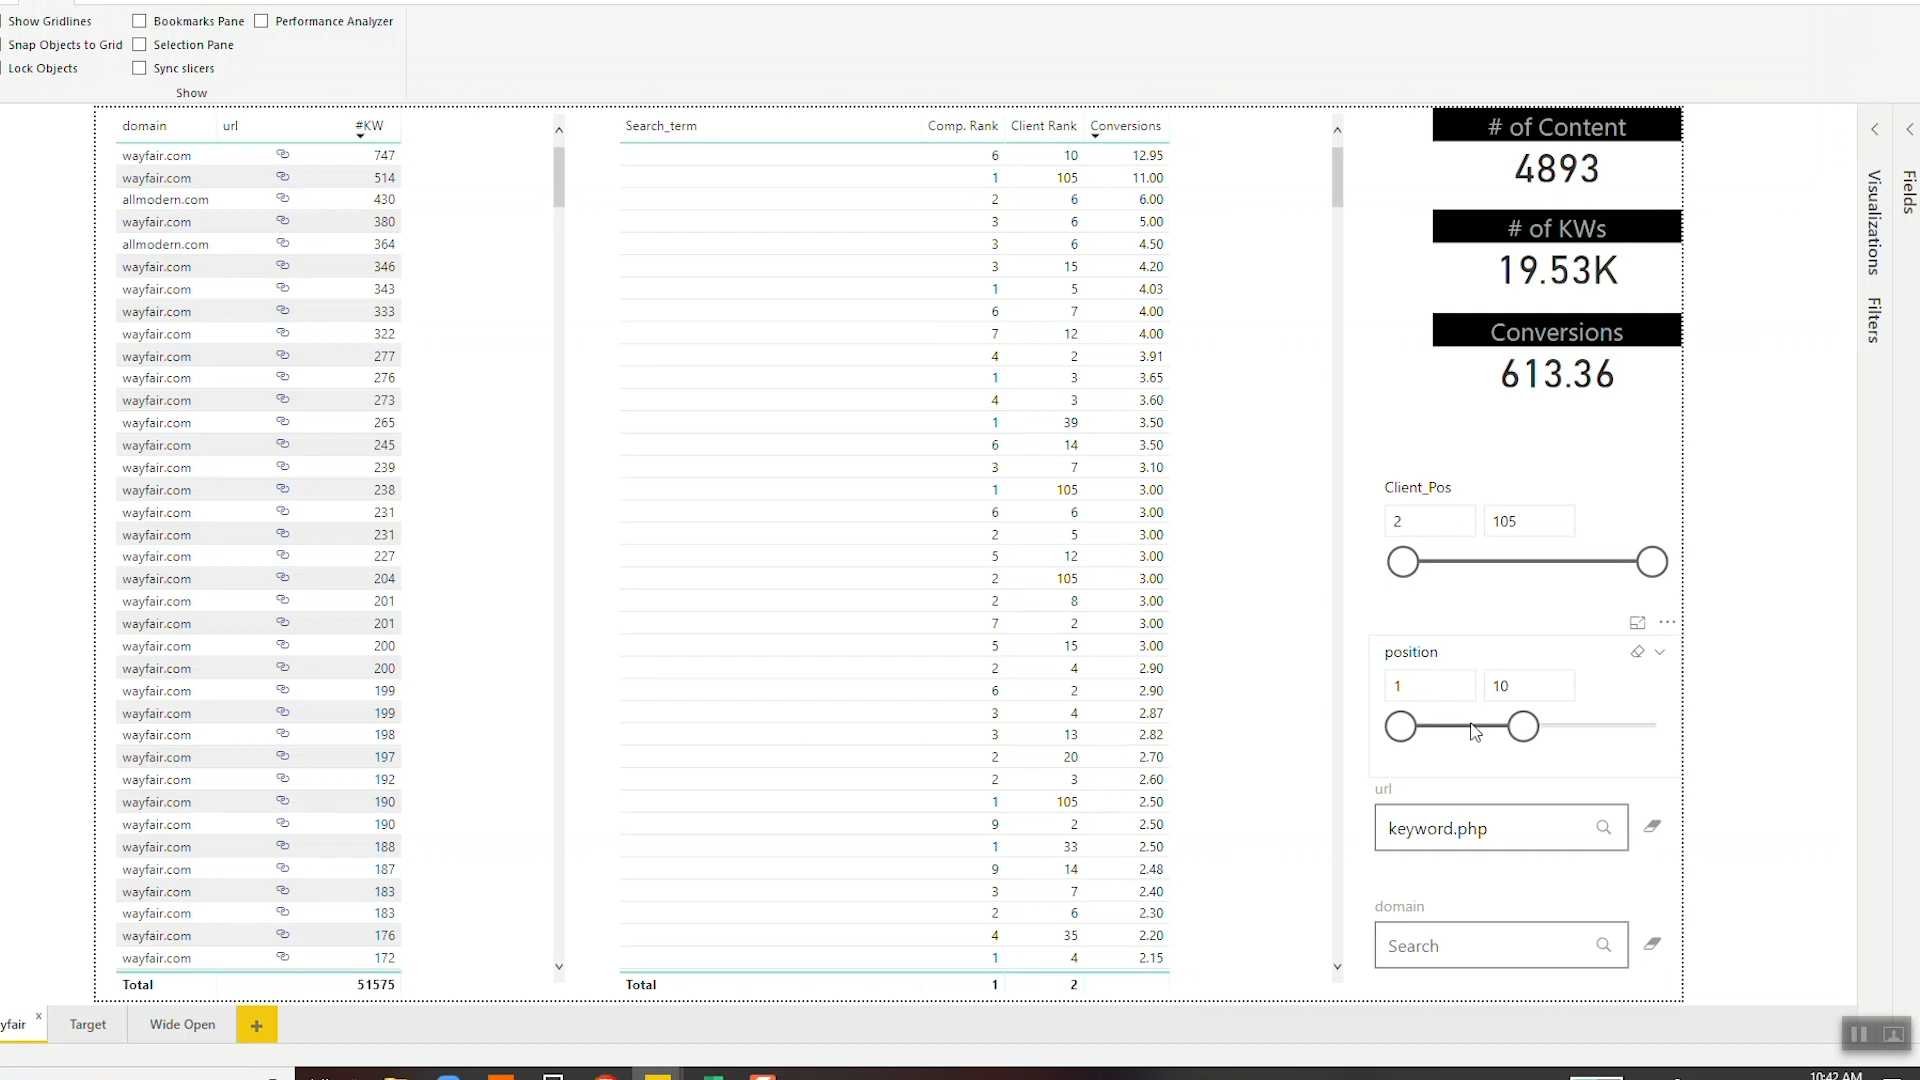 Show Gridlines Bookmarks Pane Performance Analyzer
Snap Objects to Grid Selection Pane
Lock Objects Sync slicers
Show
domain url #KW
wayfair.com 747
wayfair.com 514
allmodern.com 430
wayfair.com 380
allmodern.com 364
wayfair.com 346
wayfair.com 343
wayfair.com 333
wayfair.com 322
wayfair.com 277
wayfair.com 276
wayfair.com 273
wayfair.com 265
wayfair.com 245
wayfair.com 239
wayfair.com 238
wayfair.com 231
wayfair.com 231
wayfair.com 227
wayfair.com 204
wayfair.com 201
wayfair.com 201
wayfair.com 200
wayfair.com 200
wayfair.com 199
wayfair.com 199
wayfair.com 198
wayfair.com 197
wayfair.com 192
wayfair.com 190
wayfair.com 190
wayfair.com 188
wayfair.com 187
wayfair.com 183
wayfair.com 183
wayfair.com 176
wayfair.com 172
Total 51575
Search_term Comp. Rank Client Rank Conversions
6 10 12.95
1 105 11.00
2 6 6.00
3 6 5.00
3 6 4.50
3 15 4.20
1 5 4.03
6 7 4.00
7 12 4.00
4 2 3.91
1 3 3.65
4 3 3.60
1 39 3.50
6 14 3.50
3 7 3.10
1 105 3.00
6 6 3.00
2 5 3.00
5 12 3.00
2 105 3.00
2 8 3.00
7 2 3.00
5 15 3.00
2 4 2.90
6 2 2.90
3 4 2.87
3 13 2.82
2 20 2.70
2 3 2.60
1 105 2.50
9 2 2.50
1 33 2.50
9 14 2.48
3 7 2.40
2 6 2.30
4 35 2.20
1 4 2.15
Total 1 2
# of Content
4893
# of KWs
19.53K
Conversions
613.36
Client_Pos
2 105
position
1 10
url
keyword.php
domain
Search
Visualizations
Filters
Fields
yfair Target Wide Open
10:42 AM